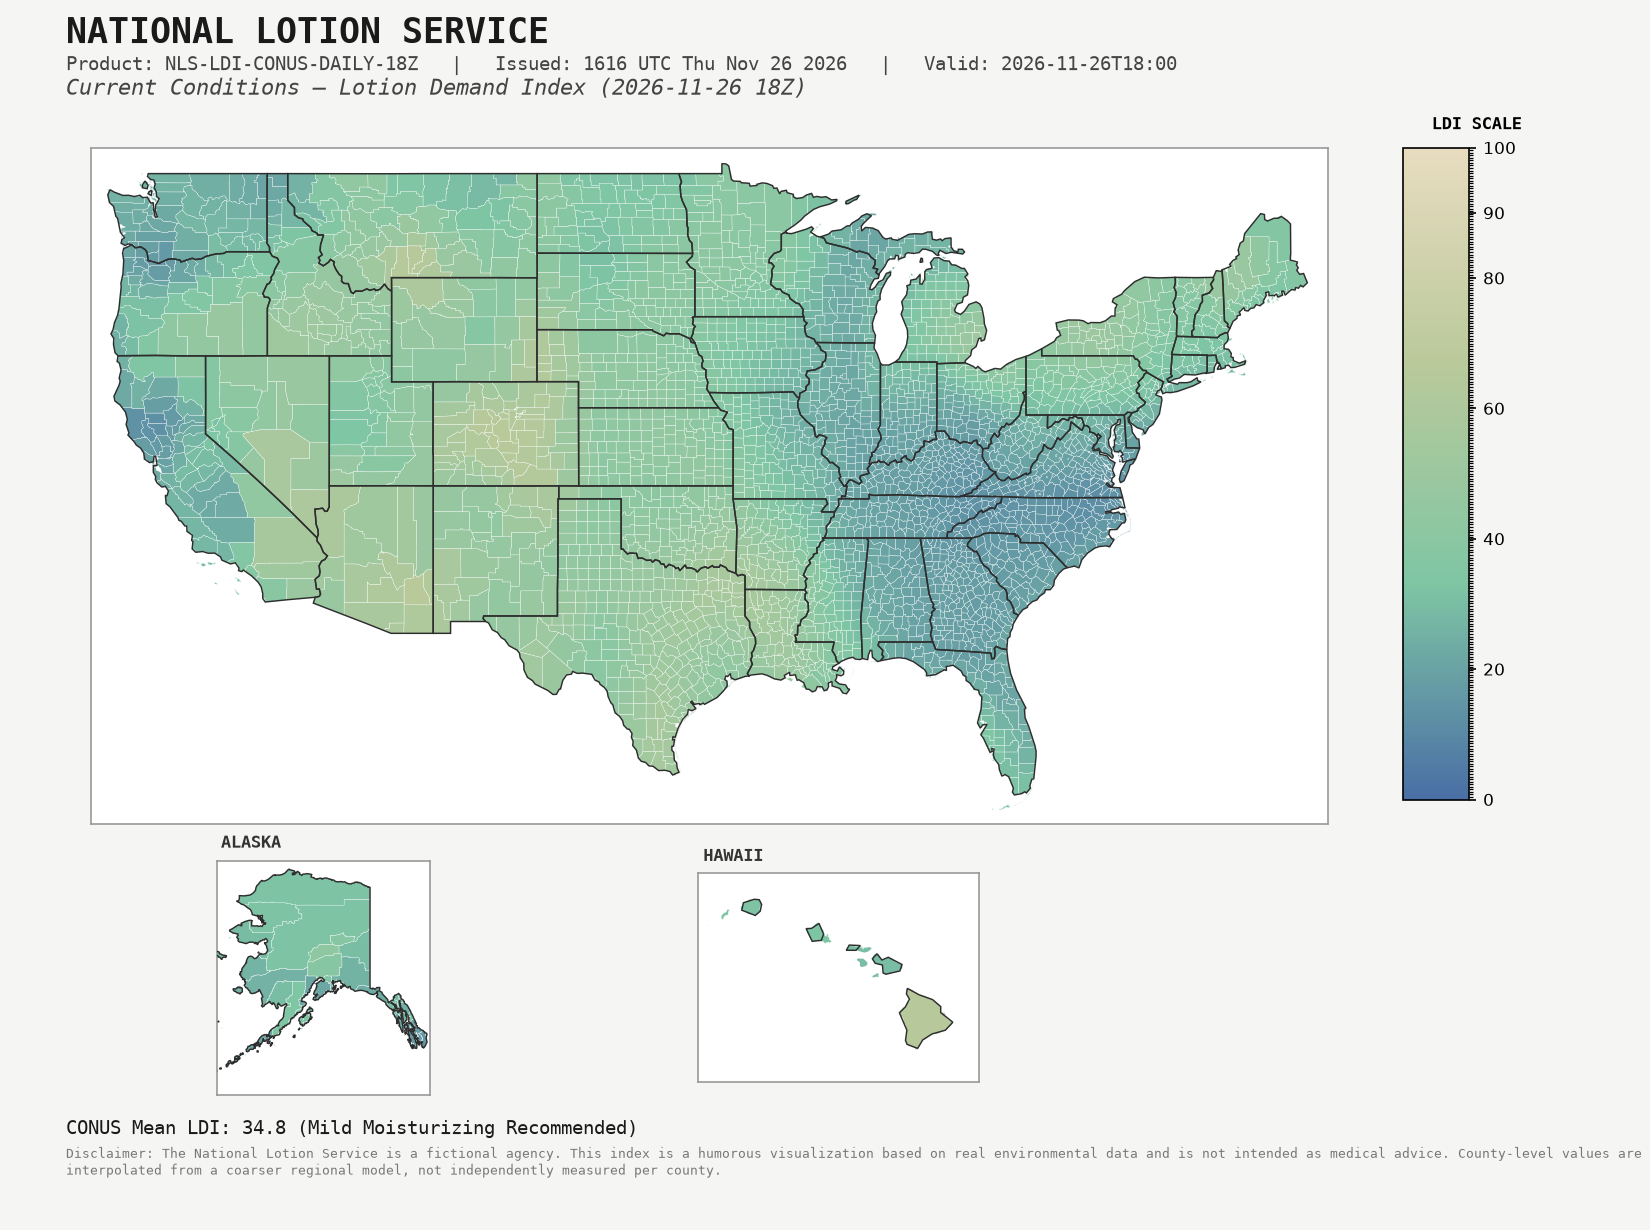 NATIONAL LOTION SERVICE
Product: NLS-LDI-CONUS-DAILY-18Z | Issued: 1616 UTC Thu Nov 26 2026 | Valid: 2026-11-26T18:00
Current Conditions — Lotion Demand Index (2026-11-26 18Z)
LDI SCALE
100
90
80
70
60
50
40
30
20
10
0
ALASKA
HAWAII
CONUS Mean LDI: 34.8 (Mild Moisturizing Recommended)
Disclaimer: The National Lotion Service is a fictional agency. This index is a humorous visualization based on real environmental data and is not intended as medical advice. County-level values are
interpolated from a coarser regional model, not independently measured per county.